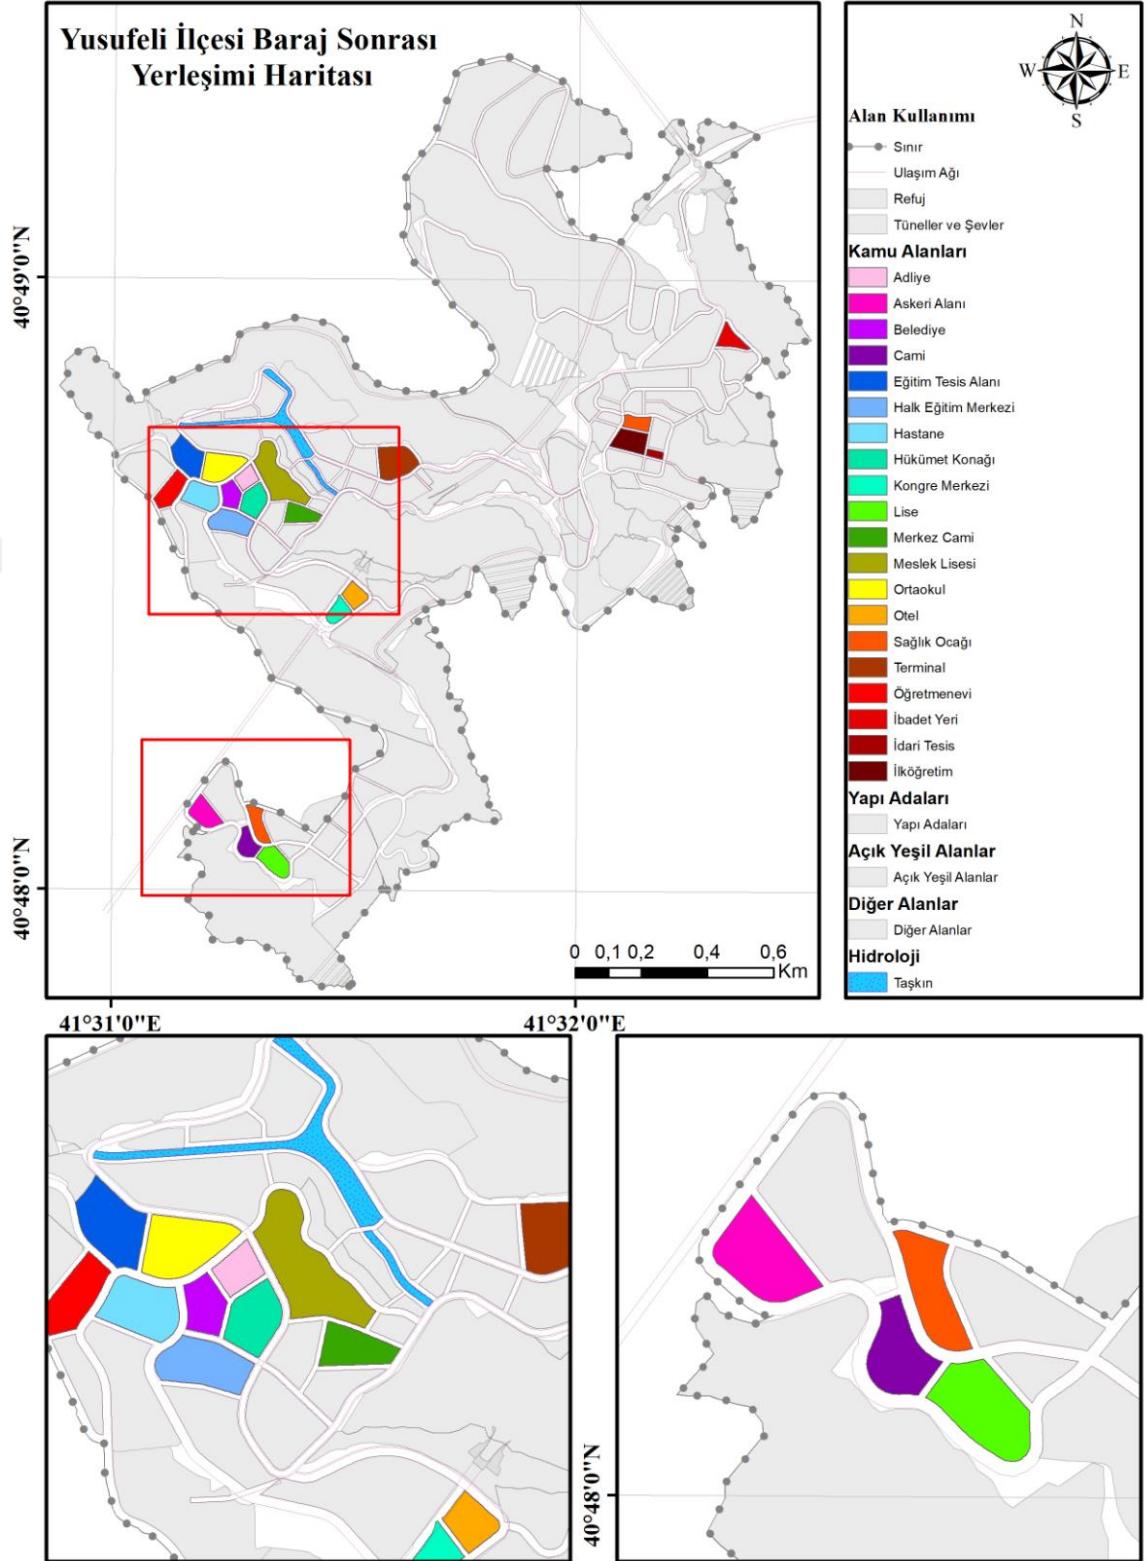 Yusufeli İlçesi Baraj Sonrası
Yerleşimi Haritası
N
W
E
S
Alan Kullanımı
Sınır
Ulaşım Ağı
Refuj
Tüneller ve Şevler
Kamu Alanları
Adliye
Askeri Alanı
Belediye
Cami
Eğitim Tesis Alanı
Halk Eğitim Merkezi
Hastane
Hükümet Konağı
Kongre Merkezi
Lise
Merkez Cami
Meslek Lisesi
Ortaokul
Otel
Sağlık Ocağı
Terminal
Öğretmenevi
İbadet Yeri
İdari Tesis
İlköğretim
Yapı Adaları
Yapı Adaları
Açık Yeşil Alanlar
Açık Yeşil Alanlar
Diğer Alanlar
Diğer Alanlar
Hidroloji
Taşkın
40°49'0"N
40°48'0"N
0 0,1 0,2 0,4 0,6
Km
41°31'0"E
41°32'0"E
40°48'0"N